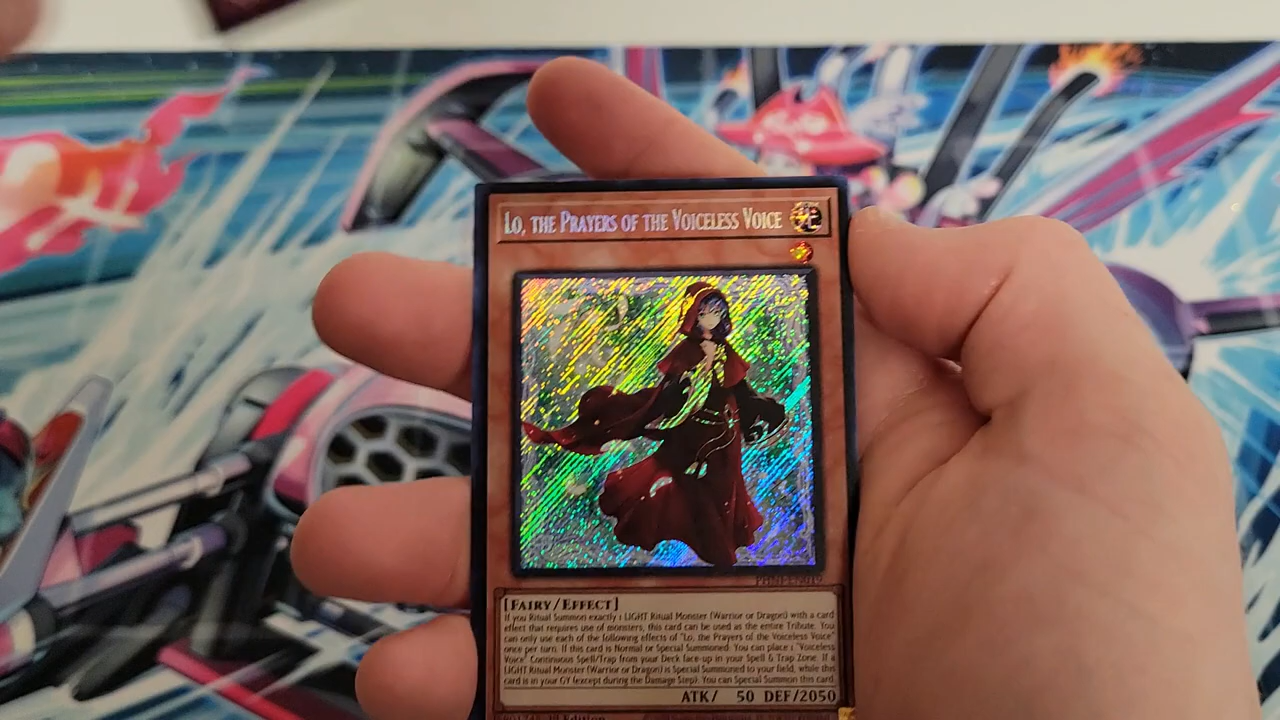 LO, THE PRAYERS OF THE VOICELESS VOICE
PHNI-EN019
[FAIRY/EFFECT]
If you Ritual Summon exactly 1 LIGHT Ritual Monster (Warrior or Dragon) with a card
effect that requires use of monsters, this card can be used as the entire Tribute. You
can only use each of the following effects of "Lo, the Prayers of the Voiceless Voice"
once per turn. If this card is Normal or Special Summoned: You can place 1 "Voiceless
Voice" Continuous Spell/Trap from your Deck face-up in your Spell & Trap Zone. If a
LIGHT Ritual Monster (Warrior or Dragon) is Special Summoned to your field, while this
card is in your GY (except during the Damage Step): You can Special Summon this card.
ATK/ 50 DEF/2050
Edition